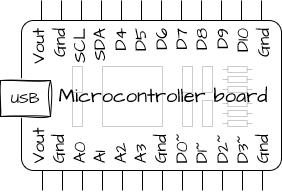 Vout Gnd SCL SDA D4 D5 D6 D7 D8 D9 D10 Gnd
USB Microcontroller board
Vout Gnd A0 A1 A2 A3 Gnd D0~ D1~ D2~ D3~ Gnd